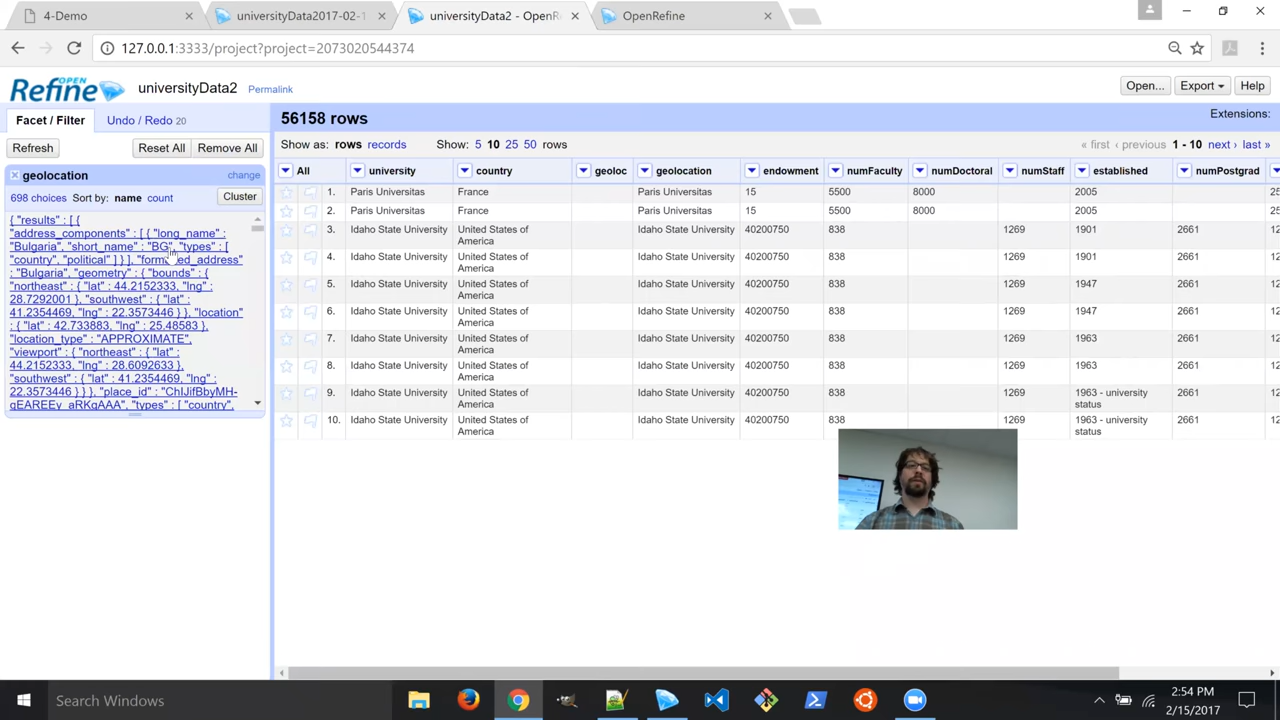 4-Demo
universityData2017-02-1
universityData2 - OpenR
OpenRefine
127.0.0.1:3333/project?project=2073020544374
OPEN
Refine
universityData2
Permalink
Open...
Export
Help
Facet / Filter
Undo / Redo 20
56158 rows
Extensions:
Refresh
Reset All
Remove All
Show as: rows records
Show: 5 10 25 50 rows
« first ‹ previous 1 - 10 next › last »
geolocation
change
698 choices Sort by: name count
Cluster
{ "results" : [ {
"address_components" : [ { "long_name" :
"Bulgaria", "short_name" : "BG", "types" : [
"country", "political" ] } ], "formatted_address"
: "Bulgaria", "geometry" : { "bounds" : {
"northeast" : { "lat" : 44.2152333, "lng" :
28.7292001 }, "southwest" : { "lat" :
41.2354469, "lng" : 22.3573446 } }, "location"
: { "lat" : 42.733883, "lng" : 25.48583 },
"location_type" : "APPROXIMATE",
"viewport" : { "northeast" : { "lat" :
44.2152333, "lng" : 28.6092633 },
"southwest" : { "lat" : 41.2354469, "lng" :
22.3573446 } } }, "place_id" : "ChIJifBbyMH-
qEAREEy_aRKgAAA", "types" : [ "country",
All university country geoloc geolocation endowment numFaculty numDoctoral numStaff established numPostgrad
1. Paris Universitas France Paris Universitas 15 5500 8000 2005 25
2. Paris Universitas France Paris Universitas 15 5500 8000 2005 25
3. Idaho State University United States of Idaho State University 40200750 838 1269 1901 2661 12
America
4. Idaho State University United States of Idaho State University 40200750 838 1269 1901 2661 12
America
5. Idaho State University United States of Idaho State University 40200750 838 1269 1947 2661 12
America
6. Idaho State University United States of Idaho State University 40200750 838 1269 1947 2661 12
America
7. Idaho State University United States of Idaho State University 40200750 838 1269 1963 2661 12
America
8. Idaho State University United States of Idaho State University 40200750 838 1269 1963 2661 12
America
9. Idaho State University United States of Idaho State University 40200750 838 1269 1963 - university 2661 12
America status
10. Idaho State University United States of Idaho State University 40200750 838 1269 1963 - university 2661 12
America status
Search Windows
2:54 PM
2/15/2017